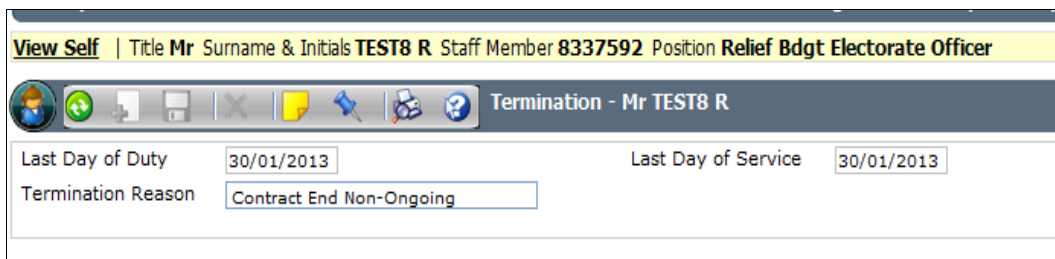 View Self | Title Mr Surname & Initials TEST8 R Staff Member 8337592 Position Relief Bdgt Electorate Officer
Termination - Mr TEST8 R
Last Day of Duty 30/01/2013 Last Day of Service 30/01/2013
Termination Reason Contract End Non-Ongoing